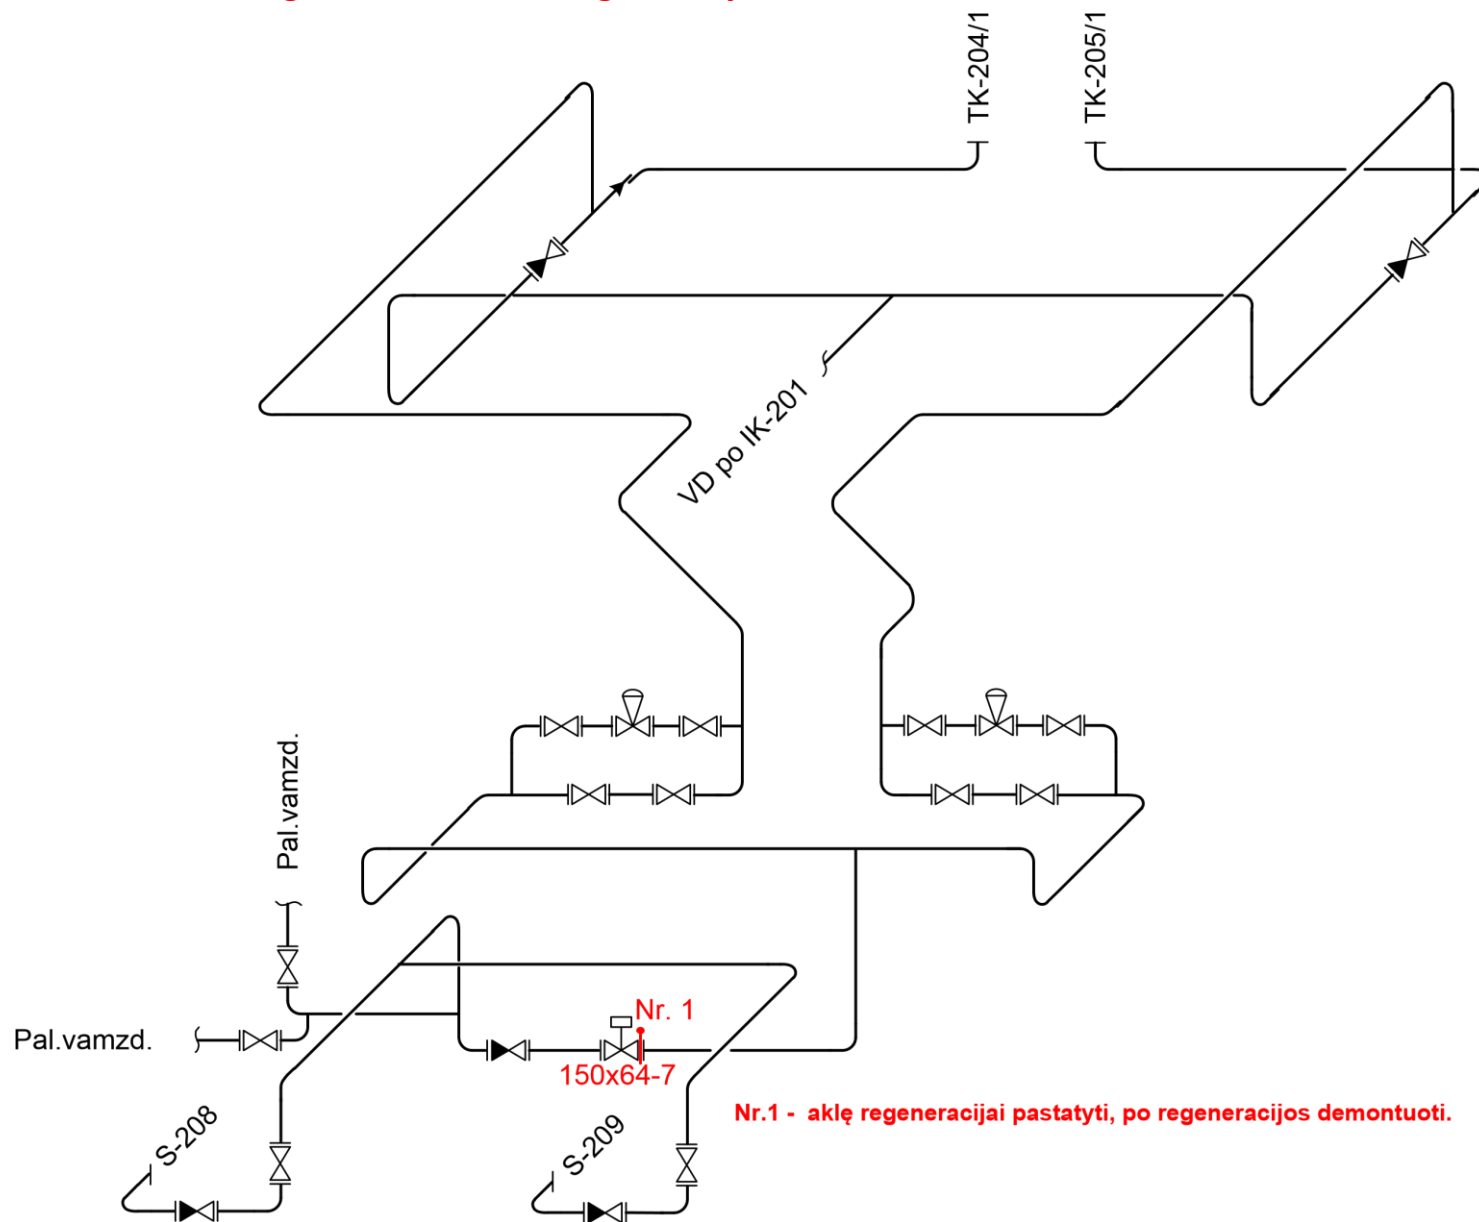 TK-204/1
TK-205/1
VD po IK-201
Pal.vamzd.
Pal.vamzd.
Nr. 1
150x64-7
Nr.1 - aklę regeneracijai pastatyti, po regeneracijos demontuoti.
S-208
S-209